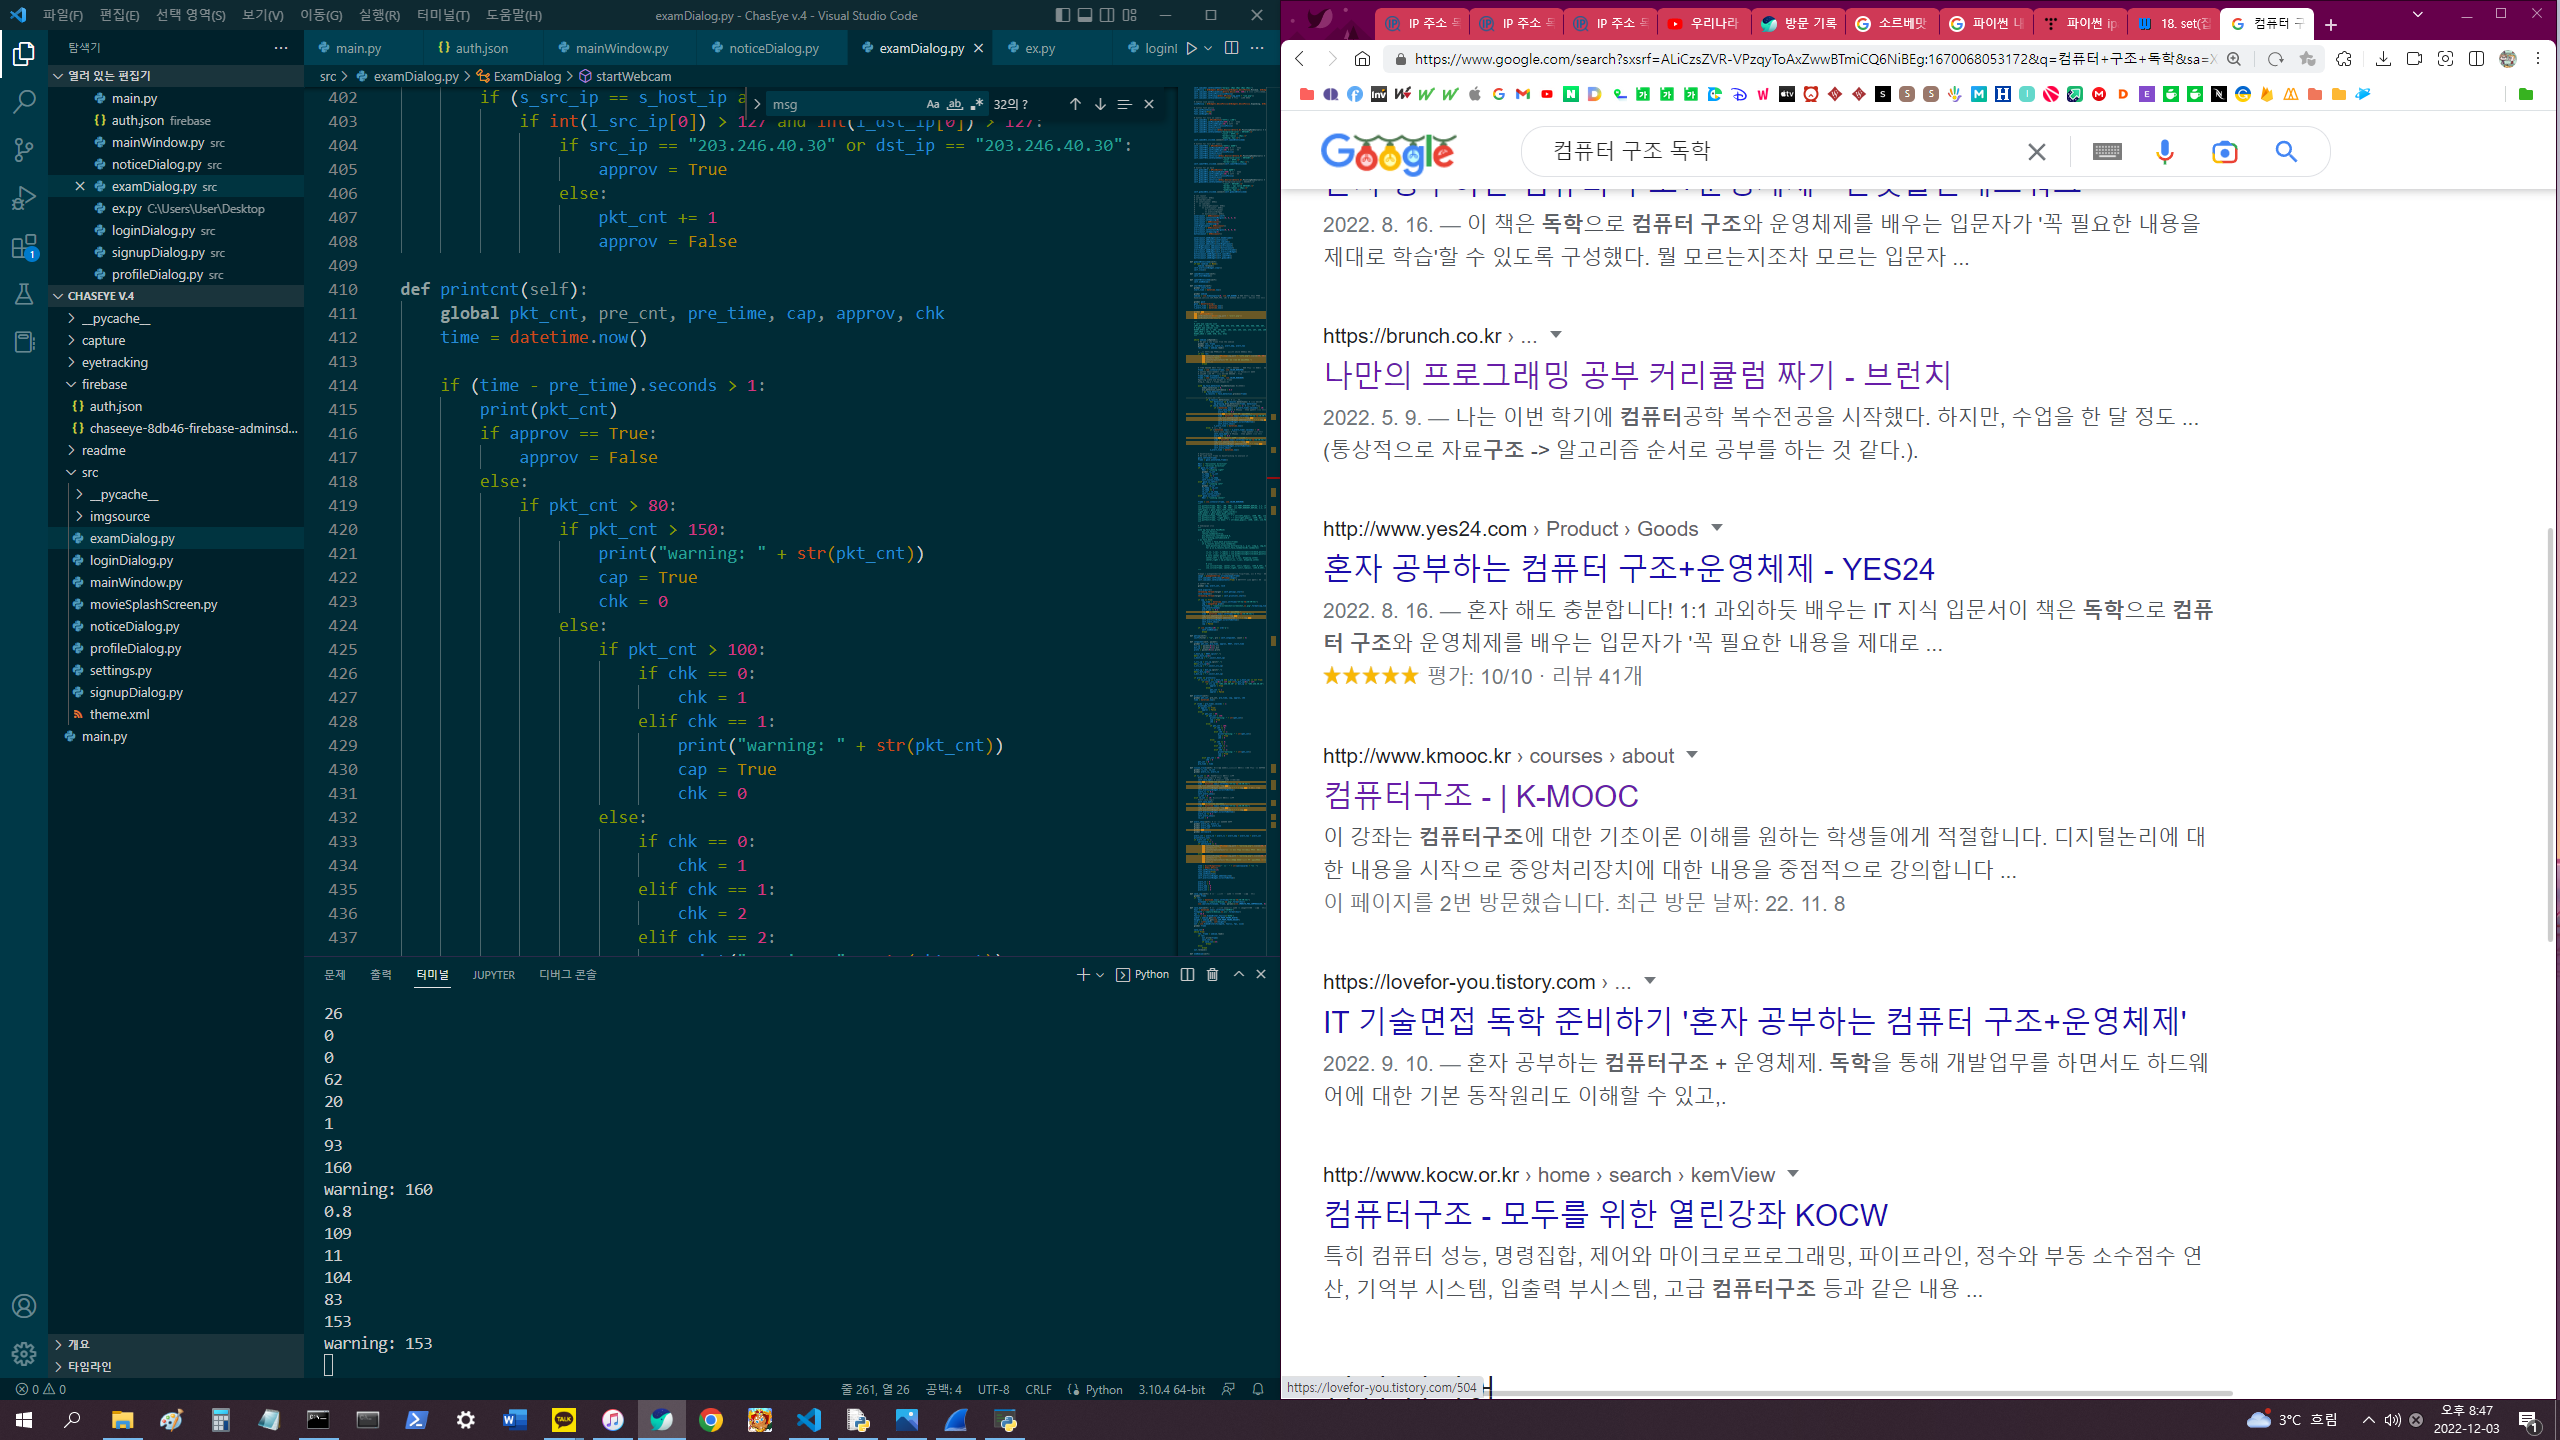 파일(F) 편집(E) 선택 영역(S) 보기(V) 이동(G) 실행(R) 터미널(T) 도움말(H)
examDialog.py - ChasEye v.4 - Visual Studio Code
탐색기
열려 있는 편집기
main.py
auth.json firebase
mainWindow.py src
noticeDialog.py src
examDialog.py src
ex.py C:\Users\User\Desktop
loginDialog.py src
signupDialog.py src
profileDialog.py src
CHASEYE V.4
__pycache__
capture
eyetracking
firebase
auth.json
chaseeye-8db46-firebase-adminsd...
readme
src
__pycache__
imgsource
examDialog.py
loginDialog.py
mainWindow.py
movieSplashScreen.py
noticeDialog.py
profileDialog.py
settings.py
signupDialog.py
theme.xml
main.py
개요
타임라인
main.py auth.json mainWindow.py noticeDialog.py examDialog.py ex.py loginI
src > examDialog.py > ExamDialog > startWebcam
msg 32의 ?
402 if (s_src_ip == s_host_ip a
403 if int(l_src_ip[0]) > 127 and int(l_dst_ip[0]) > 127:
404 if src_ip == "203.246.40.30" or dst_ip == "203.246.40.30":
405 approv = True
406 else:
407 pkt_cnt += 1
408 approv = False
409
410 def printcnt(self):
411 global pkt_cnt, pre_cnt, pre_time, cap, approv, chk
412 time = datetime.now()
413
414 if (time - pre_time).seconds > 1:
415 print(pkt_cnt)
416 if approv == True:
417 approv = False
418 else:
419 if pkt_cnt > 80:
420 if pkt_cnt > 150:
421 print("warning: " + str(pkt_cnt))
422 cap = True
423 chk = 0
424 else:
425 if pkt_cnt > 100:
426 if chk == 0:
427 chk = 1
428 elif chk == 1:
429 print("warning: " + str(pkt_cnt))
430 cap = True
431 chk = 0
432 else:
433 if chk == 0:
434 chk = 1
435 elif chk == 1:
436 chk = 2
437 elif chk == 2:
문제 출력 터미널 JUPYTER 디버그 콘솔
Python
26
0
0
62
20
1
93
160
warning: 160
0.8
109
11
104
83
153
warning: 153
0 0
줄 261, 열 26 공백: 4 UTF-8 CRLF Python 3.10.4 64-bit
IP 주소 IP 주소 IP 주소 우리나라 방문 기록 소르베맛 파이썬 파이썬 ip 18. set(집 컴퓨터 구
https://www.google.com/search?sxsrf=ALiCzsZVR-VPzqyToAxZwwBTmiCQ6NiBEg:1670068053172&q=컴퓨터+구조+독학&sa=X
Google
컴퓨터 구조 독학
2022. 8. 16. — 이 책은 독학으로 컴퓨터 구조와 운영체제를 배우는 입문자가 '꼭 필요한 내용을
제대로 학습'할 수 있도록 구성했다. 뭘 모르는지조차 모르는 입문자 ...
https://brunch.co.kr › ...
나만의 프로그래밍 공부 커리큘럼 짜기 - 브런치
2022. 5. 9. — 나는 이번 학기에 컴퓨터공학 복수전공을 시작했다. 하지만, 수업을 한 달 정도 ...
(통상적으로 자료구조 -> 알고리즘 순서로 공부를 하는 것 같다.).
http://www.yes24.com › Product › Goods
혼자 공부하는 컴퓨터 구조+운영체제 - YES24
2022. 8. 16. — 혼자 해도 충분합니다! 1:1 과외하듯 배우는 IT 지식 입문서이 책은 독학으로 컴퓨
터 구조와 운영체제를 배우는 입문자가 '꼭 필요한 내용을 제대로 ...
★★★★★ 평가: 10/10 · 리뷰 41개
http://www.kmooc.kr › courses › about
컴퓨터구조 - | K-MOOC
이 강좌는 컴퓨터구조에 대한 기초이론 이해를 원하는 학생들에게 적절합니다. 디지털논리에 대
한 내용을 시작으로 중앙처리장치에 대한 내용을 중점적으로 강의합니다 ...
이 페이지를 2번 방문했습니다. 최근 방문 날짜: 22. 11. 8
https://lovefor-you.tistory.com › ...
IT 기술면접 독학 준비하기 '혼자 공부하는 컴퓨터 구조+운영체제'
2022. 9. 10. — 혼자 공부하는 컴퓨터구조 + 운영체제. 독학을 통해 개발업무를 하면서도 하드웨
어에 대한 기본 동작원리도 이해할 수 있고,.
http://www.kocw.or.kr › home › search › kemView
컴퓨터구조 - 모두를 위한 열린강좌 KOCW
특히 컴퓨터 성능, 명령집합, 제어와 마이크로프로그래밍, 파이프라인, 정수와 부동 소수점수 연
산, 기억부 시스템, 입출력 부시스템, 고급 컴퓨터구조 등과 같은 내용 ...
https://lovefor-you.tistory.com/504
3°C 흐림
오후 8:47
2022-12-03